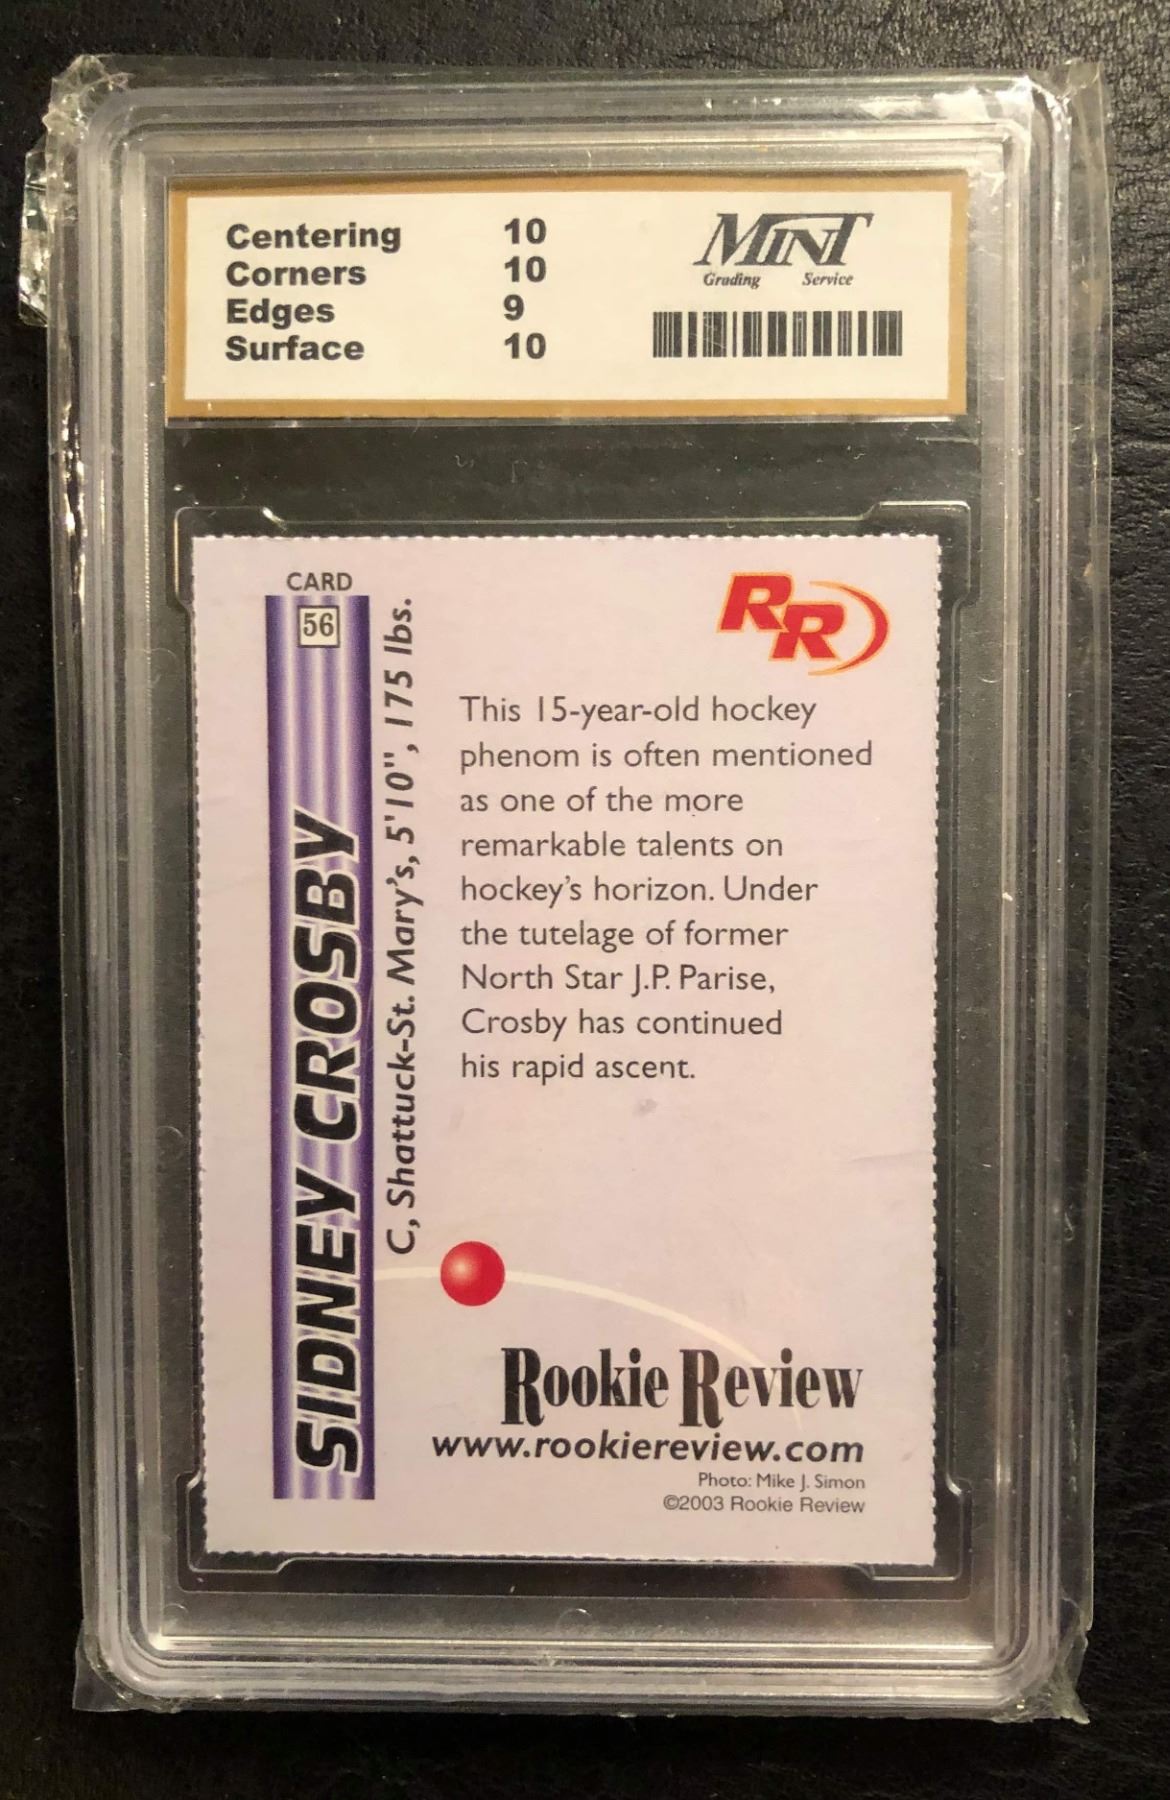 Centering 10
Corners 10
Edges 9
Surface 10
MINT
Grading Service
CARD
56
SIDNEY CROSBY
C, Shattuck-St. Mary's, 5'10", 175 lbs.
RR
This 15-year-old hockey
phenom is often mentioned
as one of the more
remarkable talents on
hockey's horizon. Under
the tutelage of former
North Star J.P. Parise,
Crosby has continued
his rapid ascent.
Rookie Review
www.rookiereview.com
Photo: Mike J. Simon
©2003 Rookie Review